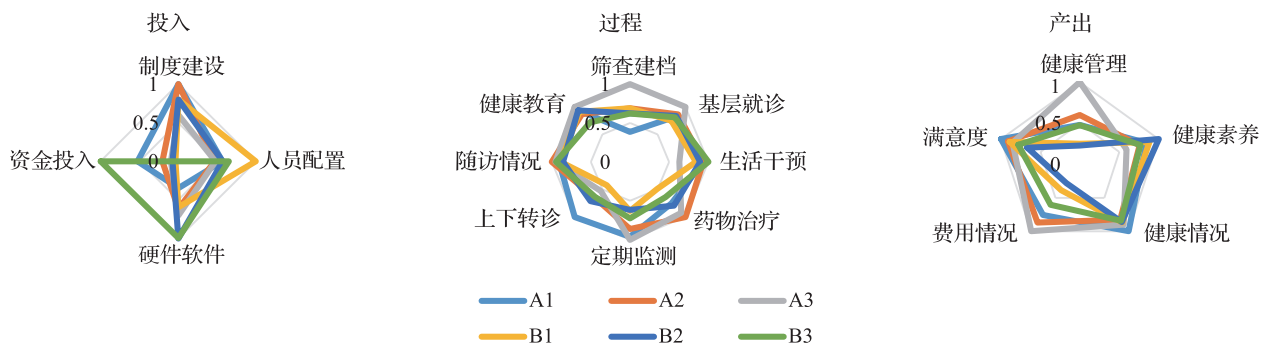 投入
制度建设
1
0.5
资金投入
0
人员配置
硬件软件
过程
筛查建档
1
健康教育
基层就诊
0.5
随访情况
0
生活干预
上下转诊
药物治疗
定期监测
产出
健康管理
1
满意度
0.5
健康素养
0
费用情况
健康情况
A1
A2
A3
B1
B2
B3